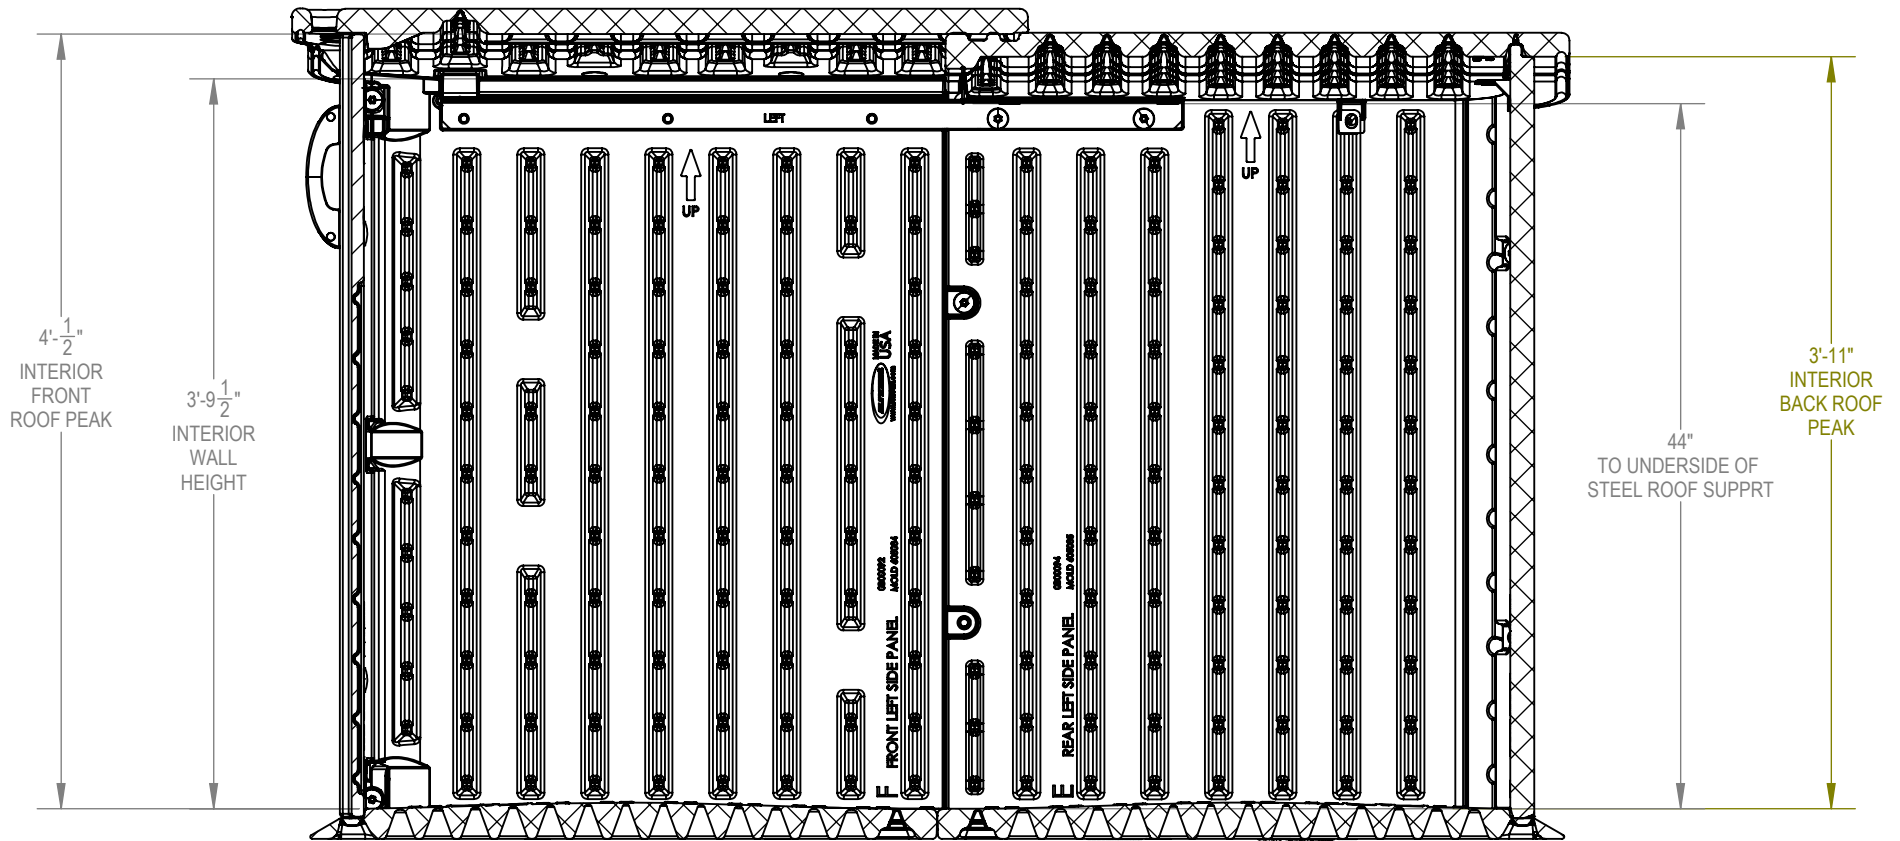 4'-1/2"
INTERIOR
FRONT
ROOF PEAK
3'-9 1/2"
INTERIOR
WALL
HEIGHT
LEFT
UP
UP
USA
FRONT LEFT SIDE PANEL
F
REAR LEFT SIDE PANEL
E
44"
TO UNDERSIDE OF
STEEL ROOF SUPPRT
3'-11"
INTERIOR
BACK ROOF
PEAK